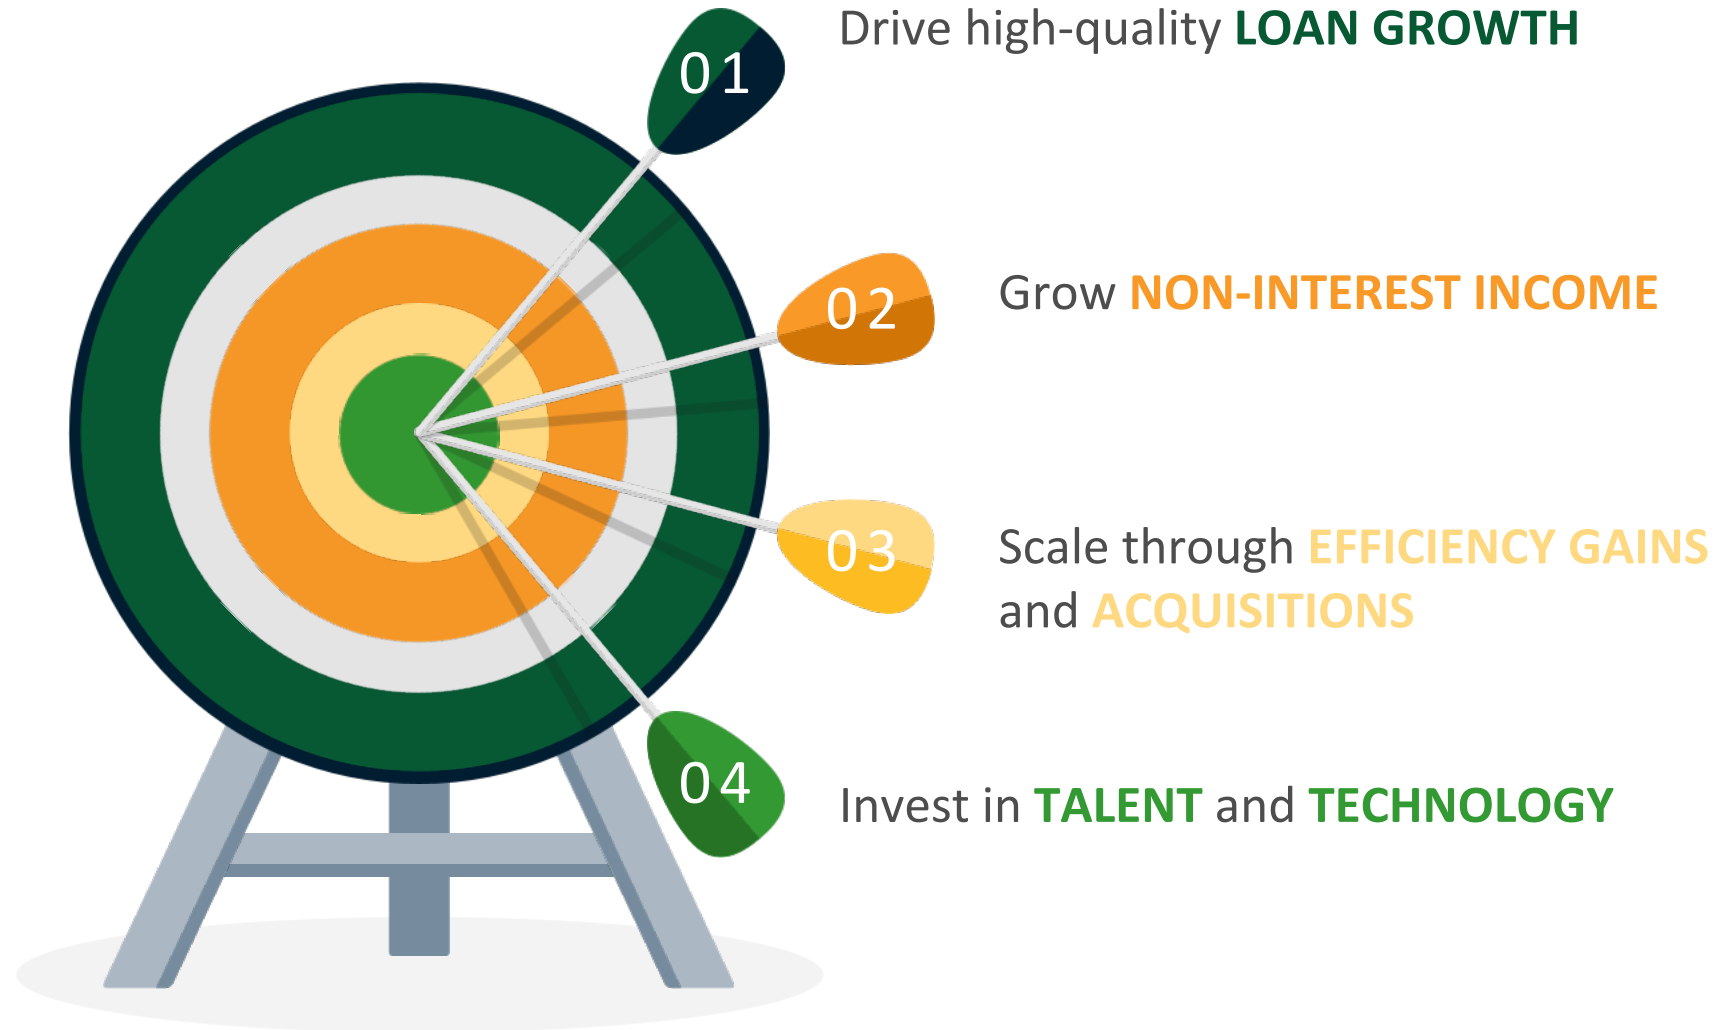 01
Drive high-quality LOAN GROWTH
02
Grow NON-INTEREST INCOME
03
Scale through EFFICIENCY GAINS
and ACQUISITIONS
04
Invest in TALENT and TECHNOLOGY